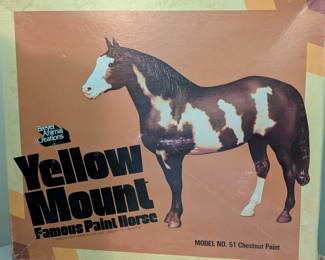 Breyer
Animal
Creations
Yellow
Mount
Famous Paint Horse
MODEL NO. 51 Chestnut Paint